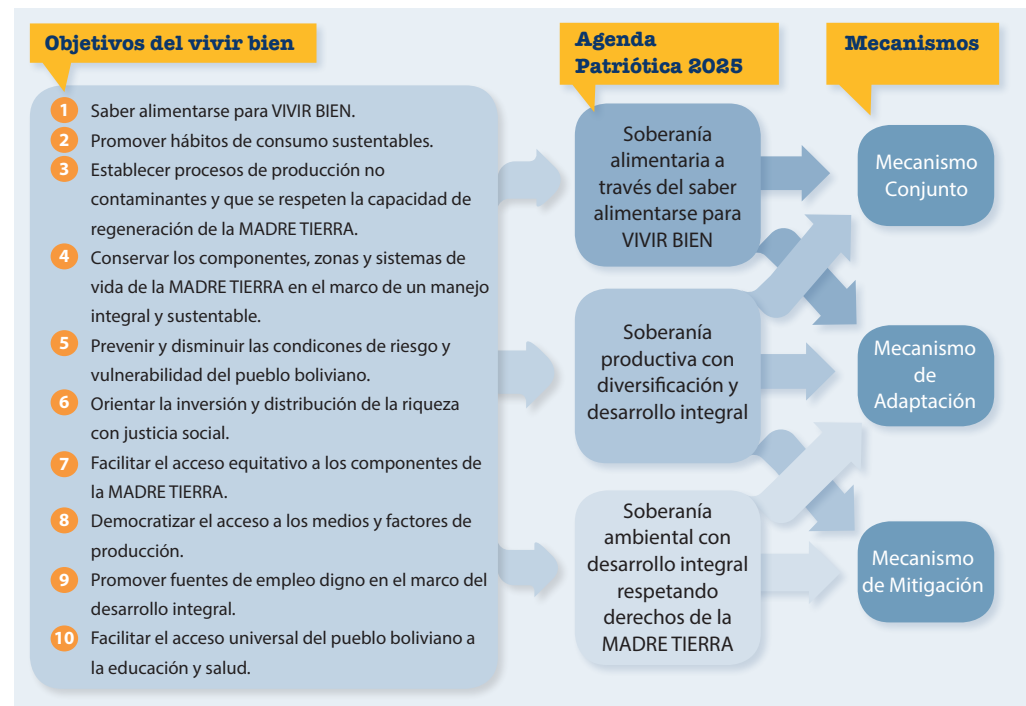 Objetivos del vivir bien
1 Saber alimentarse para VIVIR BIEN.
2 Promover hábitos de consumo sustentables.
3 Establecer procesos de producción no
contaminantes y que se respeten la capacidad de
regeneración de la MADRE TIERRA.
4 Conservar los componentes, zonas y sistemas de
vida de la MADRE TIERRA en el marco de un manejo
integral y sustentable.
5 Prevenir y disminuir las condicones de riesgo y
vulnerabilidad del pueblo boliviano.
6 Orientar la inversión y distribución de la riqueza
con justicia social.
7 Facilitar el acceso equitativo a los componentes de
la MADRE TIERRA.
8 Democratizar el acceso a los medios y factores de
producción.
9 Promover fuentes de empleo digno en el marco del
desarrollo integral.
10 Facilitar el acceso universal del pueblo boliviano a
la educación y salud.
Agenda
Patriótica 2025
Soberanía
alimentaria a
través del saber
alimentarse para
VIVIR BIEN
Soberanía
productiva con
diversificación y
desarrollo integral
Soberanía
ambiental con
desarrollo integral
respetando
derechos de la
MADRE TIERRA
Mecanismos
Mecanismo
Conjunto
Mecanismo
de
Adaptación
Mecanismo
de Mitigación